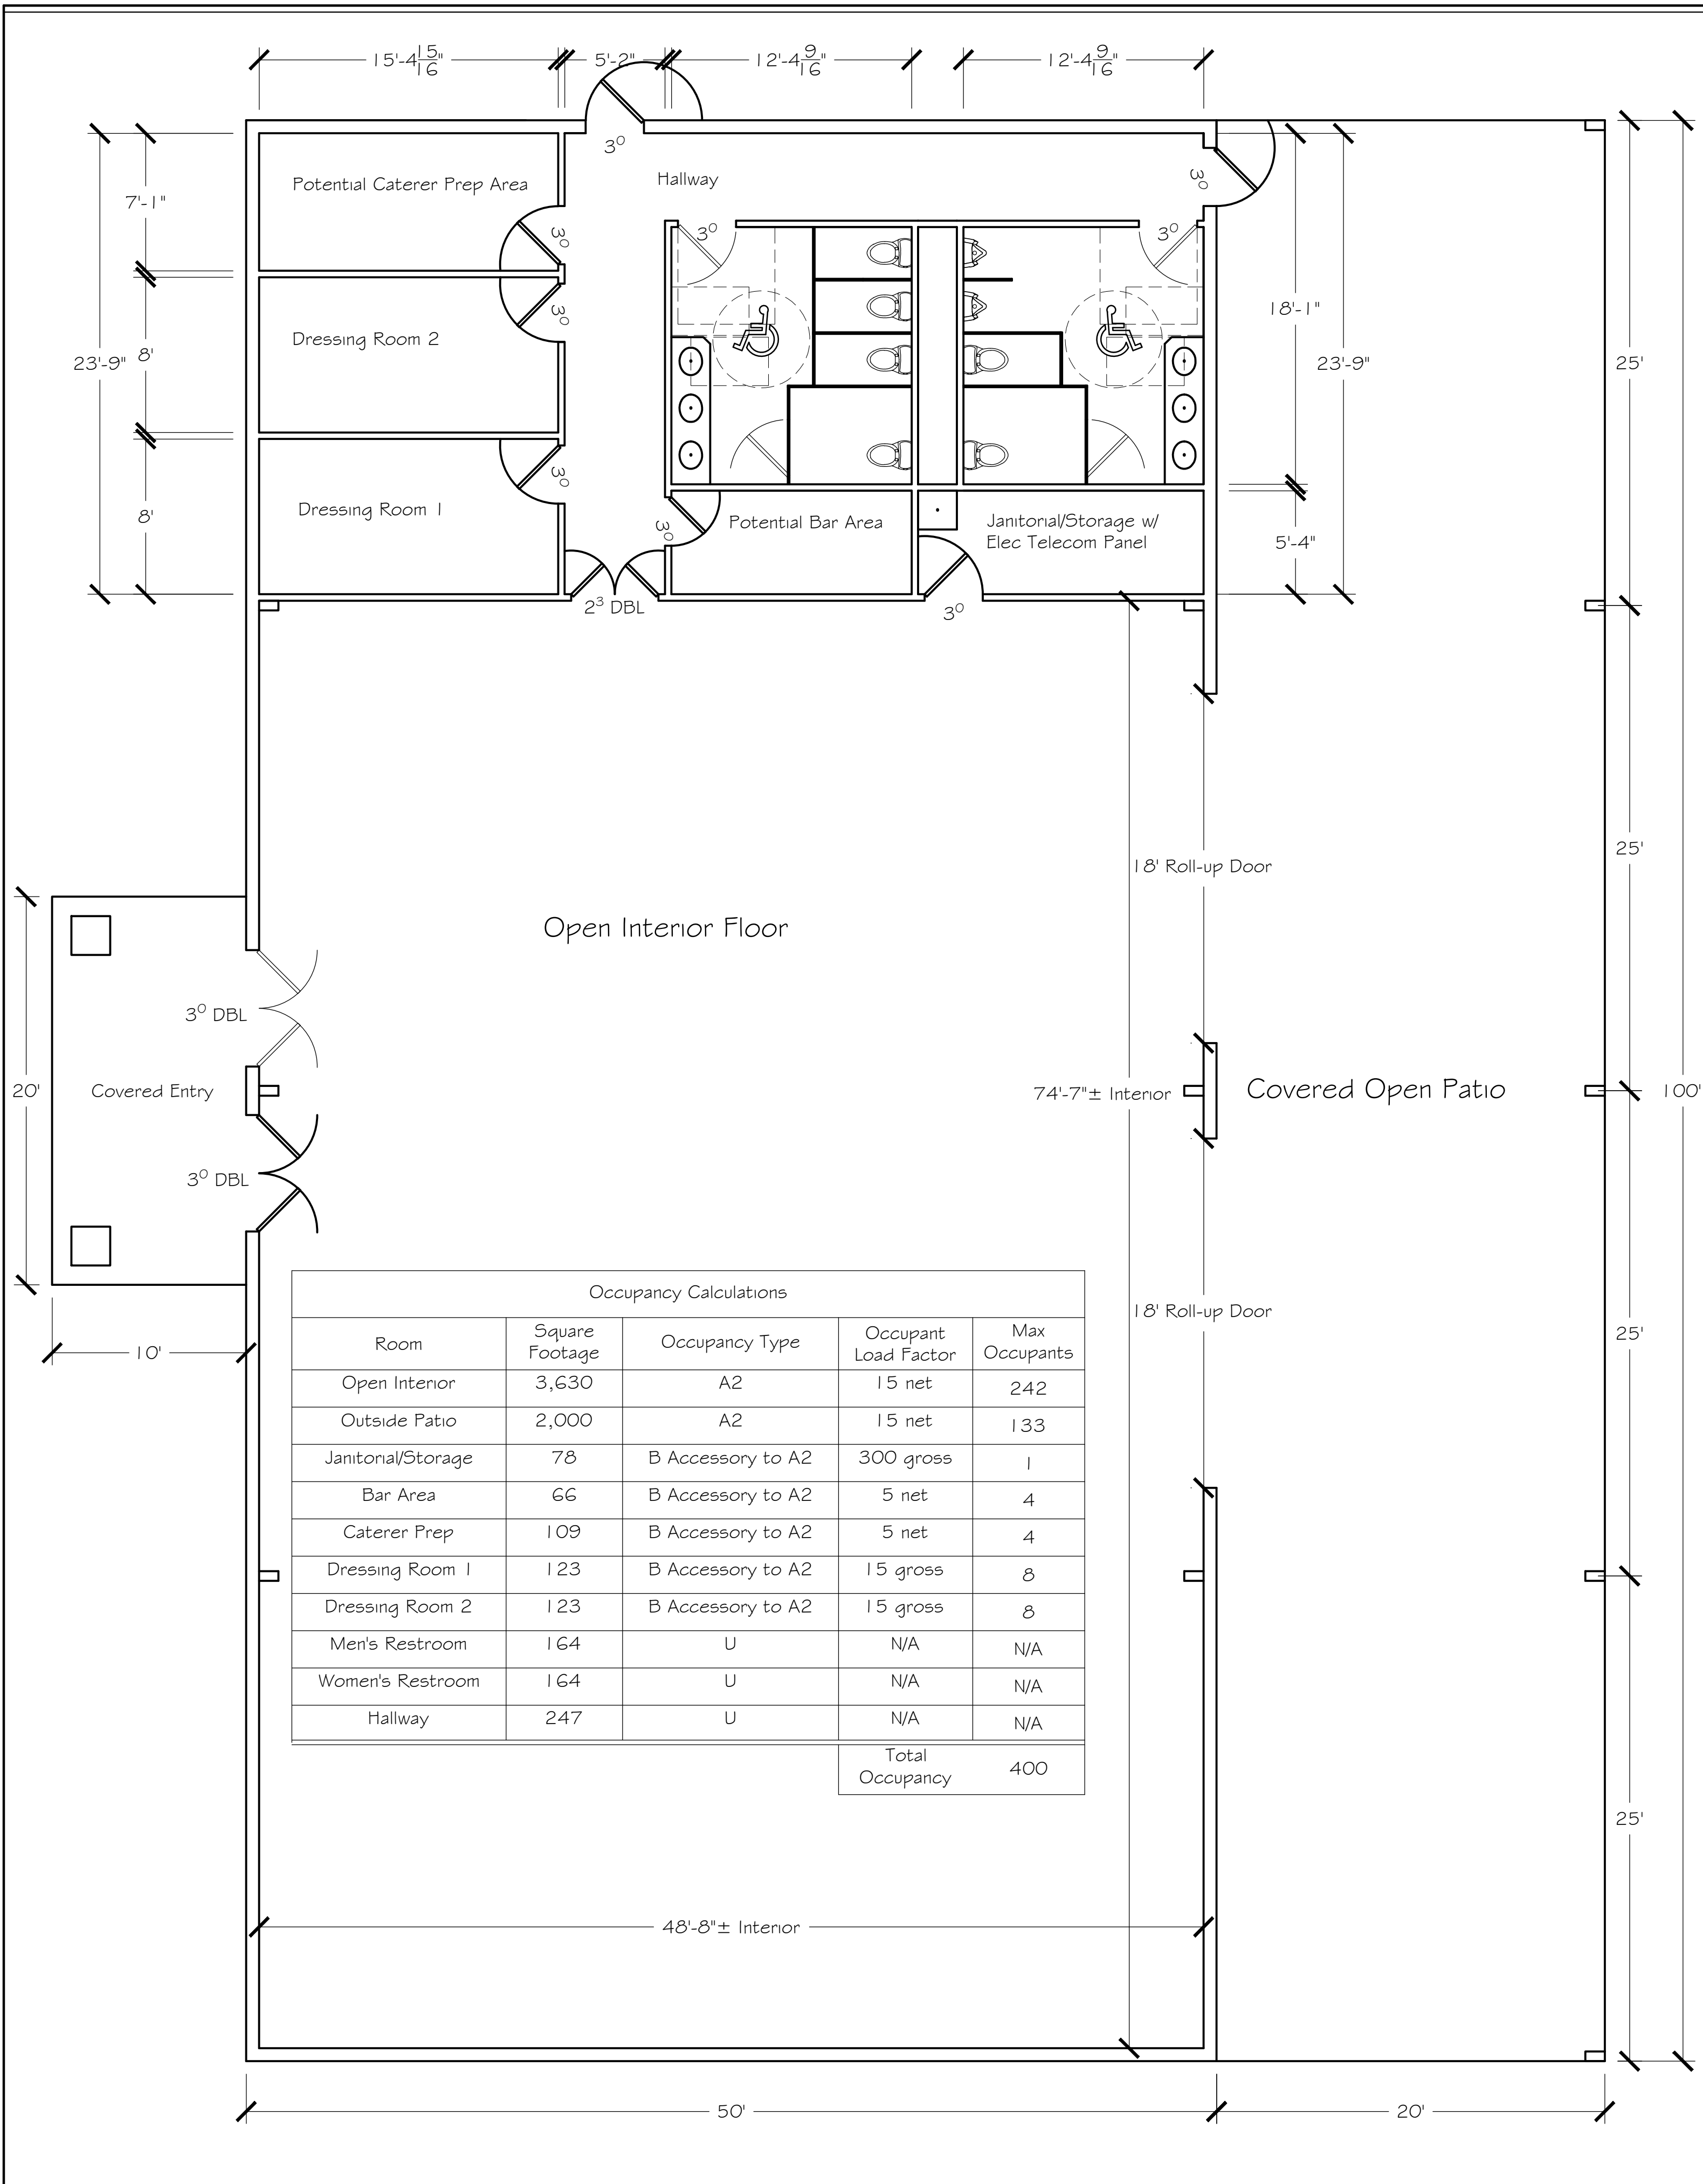 15'-4 15/16"
5'-2"
12'-4 9/16"
12'-4 9/16"
3⁰
Potential Caterer Prep Area
Hallway
3⁰
7'-1"
3⁰
3⁰
3⁰
18'-1"
3⁰
Dressing Room 2
23'-9"
8'
23'-9"
25'
3⁰
Dressing Room 1
8'
3⁰
Potential Bar Area
Janitorial/Storage w/
Elec Telecom Panel
5'-4"
2³ DBL
3⁰
25'
18' Roll-up Door
Open Interior Floor
3⁰ DBL
20'
Covered Entry
74'-7"± Interior
Covered Open Patio
100'
3⁰ DBL
18' Roll-up Door
25'
10'
Occupancy Calculations
Room
Square
Footage
Occupancy Type
Occupant
Load Factor
Max
Occupants
Open Interior 3,630 A2 15 net 242
Outside Patio 2,000 A2 15 net 133
Janitorial/Storage 78 B Accessory to A2 300 gross 1
Bar Area 66 B Accessory to A2 5 net 4
Caterer Prep 109 B Accessory to A2 5 net 4
Dressing Room 1 123 B Accessory to A2 15 gross 8
Dressing Room 2 123 B Accessory to A2 15 gross 8
Men's Restroom 164 U N/A N/A
Women's Restroom 164 U N/A N/A
Hallway 247 U N/A N/A
Total
Occupancy
400
25'
48'-8"± Interior
50'
20'